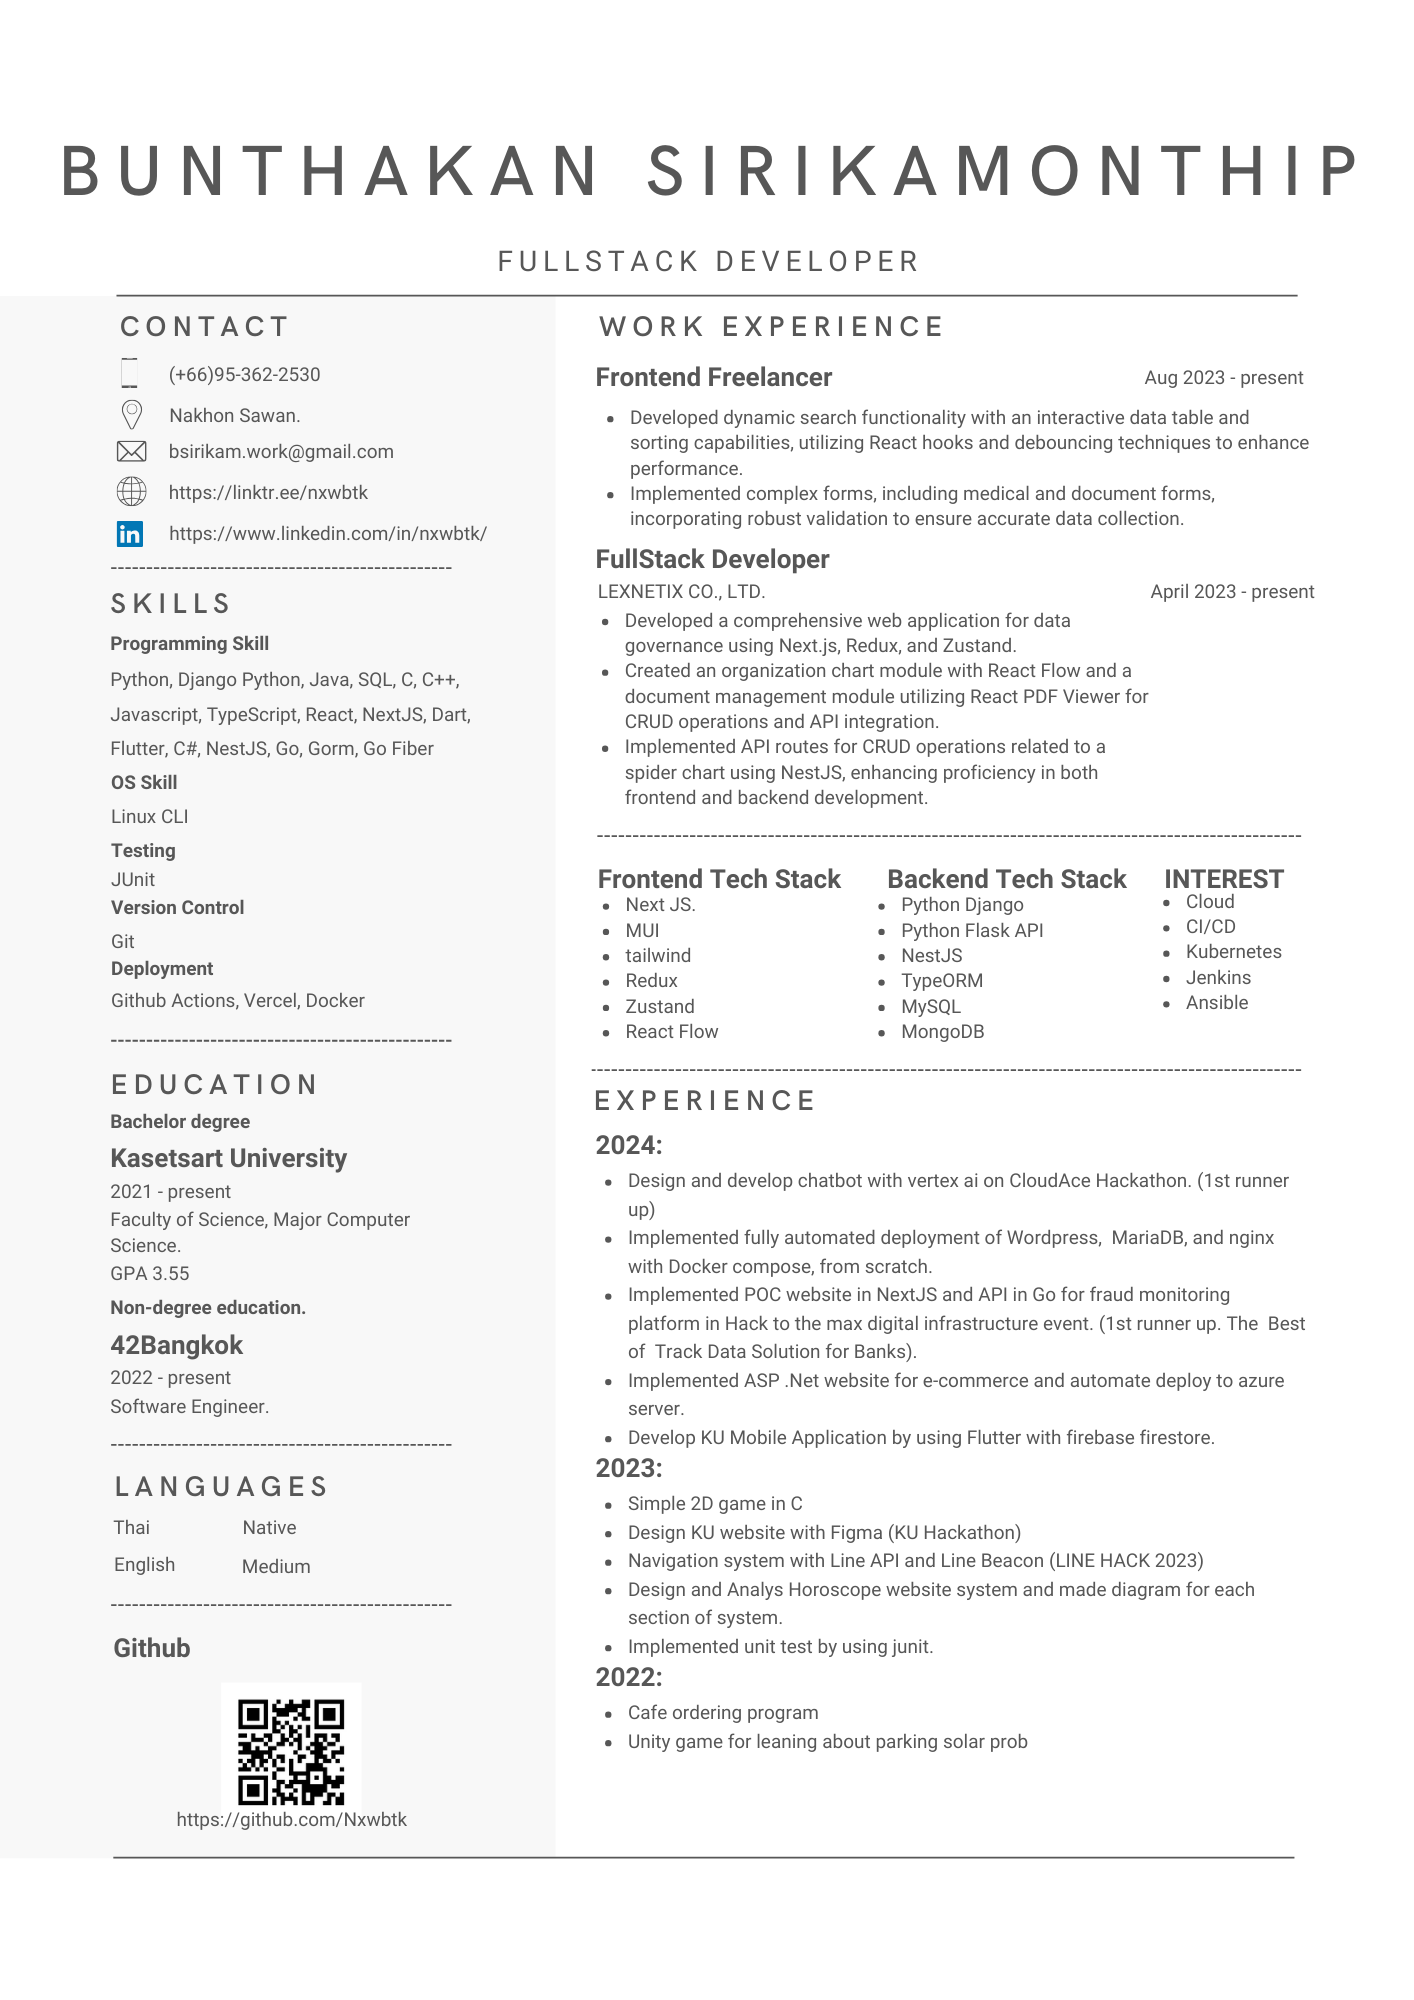 BUNTHAKAN SIRIKAMONTHIP
FULLSTACK DEVELOPER
CONTACT
(+66)95-362-2530
Nakhon Sawan.
bsirikam.work@gmail.com
https://linktr.ee/nxwbtk
in
https://www.linkedin.com/in/nxwbtk/
SKILLS
Programming Skill
Python, Django Python, Java, SQL, C, C++,
Javascript, TypeScript, React, NextJS, Dart,
Flutter, C#, NestJS, Go, Gorm, Go Fiber
OS Skill
Linux CLI
Testing
JUnit
Version Control
Git
Deployment
Github Actions, Vercel, Docker
EDUCATION
Bachelor degree
Kasetsart University
2021 - present
Faculty of Science, Major Computer
Science.
GPA 3.55
Non-degree education.
42Bangkok
2022 - present
Software Engineer.
LANGUAGES
Thai Native
English Medium
Github
https://github.com/Nxwbtk
WORK EXPERIENCE
Frontend Freelancer Aug 2023 - present
• Developed dynamic search functionality with an interactive data table and
sorting capabilities, utilizing React hooks and debouncing techniques to enhance
performance.
• Implemented complex forms, including medical and document forms,
incorporating robust validation to ensure accurate data collection.
FullStack Developer
LEXNETIX CO., LTD. April 2023 - present
• Developed a comprehensive web application for data
governance using Next.js, Redux, and Zustand.
• Created an organization chart module with React Flow and a
document management module utilizing React PDF Viewer for
CRUD operations and API integration.
• Implemented API routes for CRUD operations related to a
spider chart using NestJS, enhancing proficiency in both
frontend and backend development.
Frontend Tech Stack
• Next JS.
• MUI
• tailwind
• Redux
• Zustand
• React Flow
Backend Tech Stack
• Python Django
• Python Flask API
• NestJS
• TypeORM
• MySQL
• MongoDB
INTEREST
• Cloud
• CI/CD
• Kubernetes
• Jenkins
• Ansible
EXPERIENCE
2024:
• Design and develop chatbot with vertex ai on CloudAce Hackathon. (1st runner
up)
• Implemented fully automated deployment of Wordpress,  MariaDB, and nginx
with Docker compose, from scratch.
• Implemented POC website in NextJS and API in Go for fraud monitoring
platform in Hack to the max digital infrastructure event. (1st runner up. The  Best
of  Track Data Solution for Banks).
• Implemented ASP .Net website for e-commerce and automate deploy to azure
server.
• Develop KU Mobile Application by using Flutter with firebase firestore.
2023:
• Simple 2D game in C
• Design KU website with Figma (KU Hackathon)
• Navigation system with Line API and Line Beacon (LINE HACK 2023)
• Design and Analys Horoscope website system and made diagram for each
section of system.
• Implemented unit test by using junit.
2022:
• Cafe ordering program
• Unity game for leaning about parking solar prob